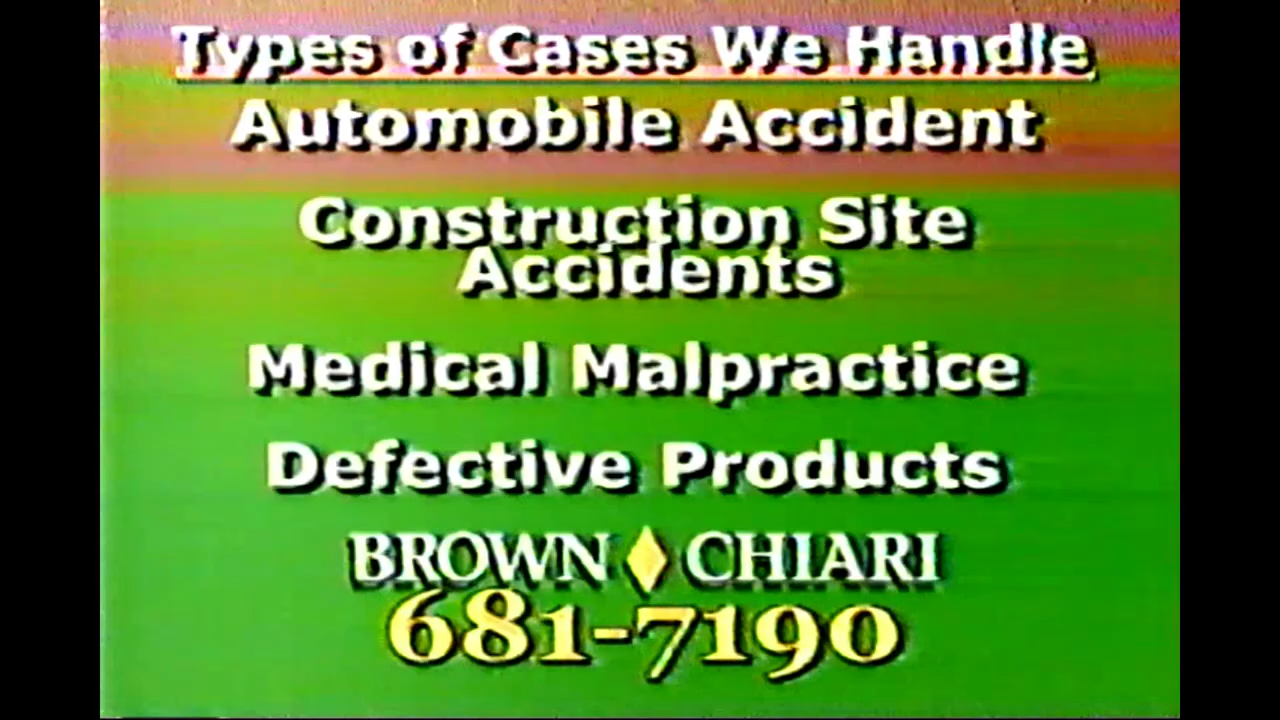 Types of Cases We Handle
Automobile Accident
Construction Site
Accidents
Medical Malpractice
Defective Products
BROWN CHIARI
681-7190